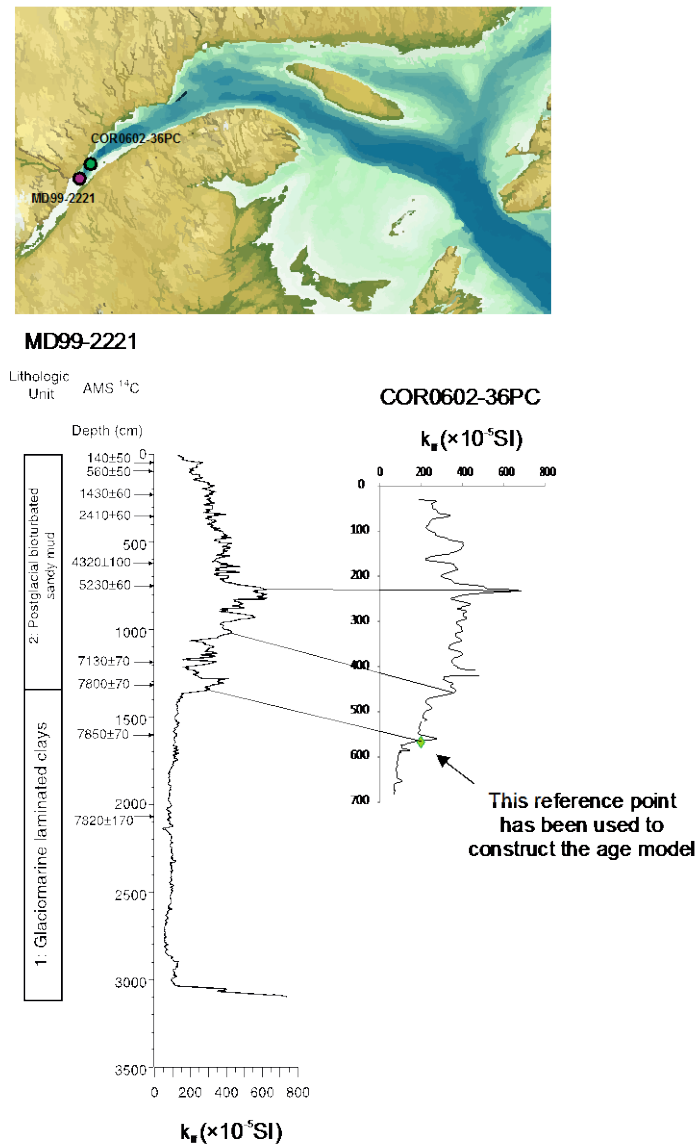 COR0602-36PC
MD99-2221
MD99-2221
Lithologic
Unit
AMS ¹⁴C
Depth (cm)
COR0602-36PC
(×10⁻⁵SI)
0 200 400 600 800
0
100
200
300
400
500
600
700
0
500
1000
1500
2000
2500
3000
3500
140±50
560±50
1430±60
2410±60
4320±100
5230±60
7130±70
7800±70
7850±70
7820±170
2: Postglacial bioturbated
sandy mud
1: Glaciomarine laminated clays
This reference point
has been used to
construct the age model
0 200 400 600 800
(×10⁻⁵SI)